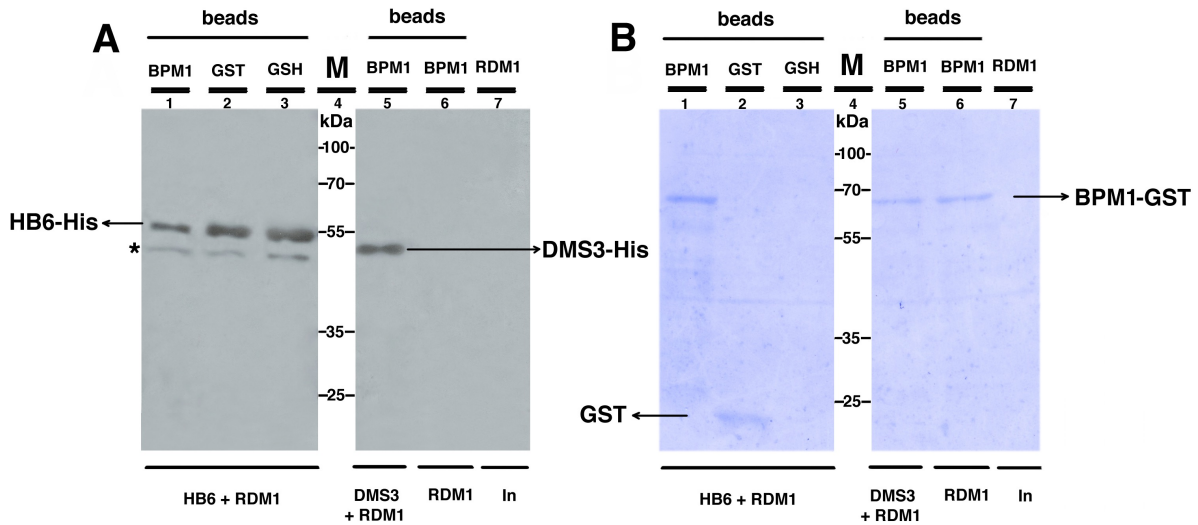 A
beads
beads
BPM1 GST GSH M BPM1 BPM1 RDM1
1 2 3 4 5 6 7
kDa
-100-
-70-
HB6-His
-55-
*
DMS3-His
-35-
-25-
HB6 + RDM1
DMS3
+ RDM1
RDM1
In
B
beads
beads
BPM1 GST GSH M BPM1 BPM1 RDM1
1 2 3 4 5 6 7
kDa
-100-
-70-
BPM1-GST
-55-
-35-
-25-
GST
HB6 + RDM1
DMS3
+ RDM1
RDM1
In